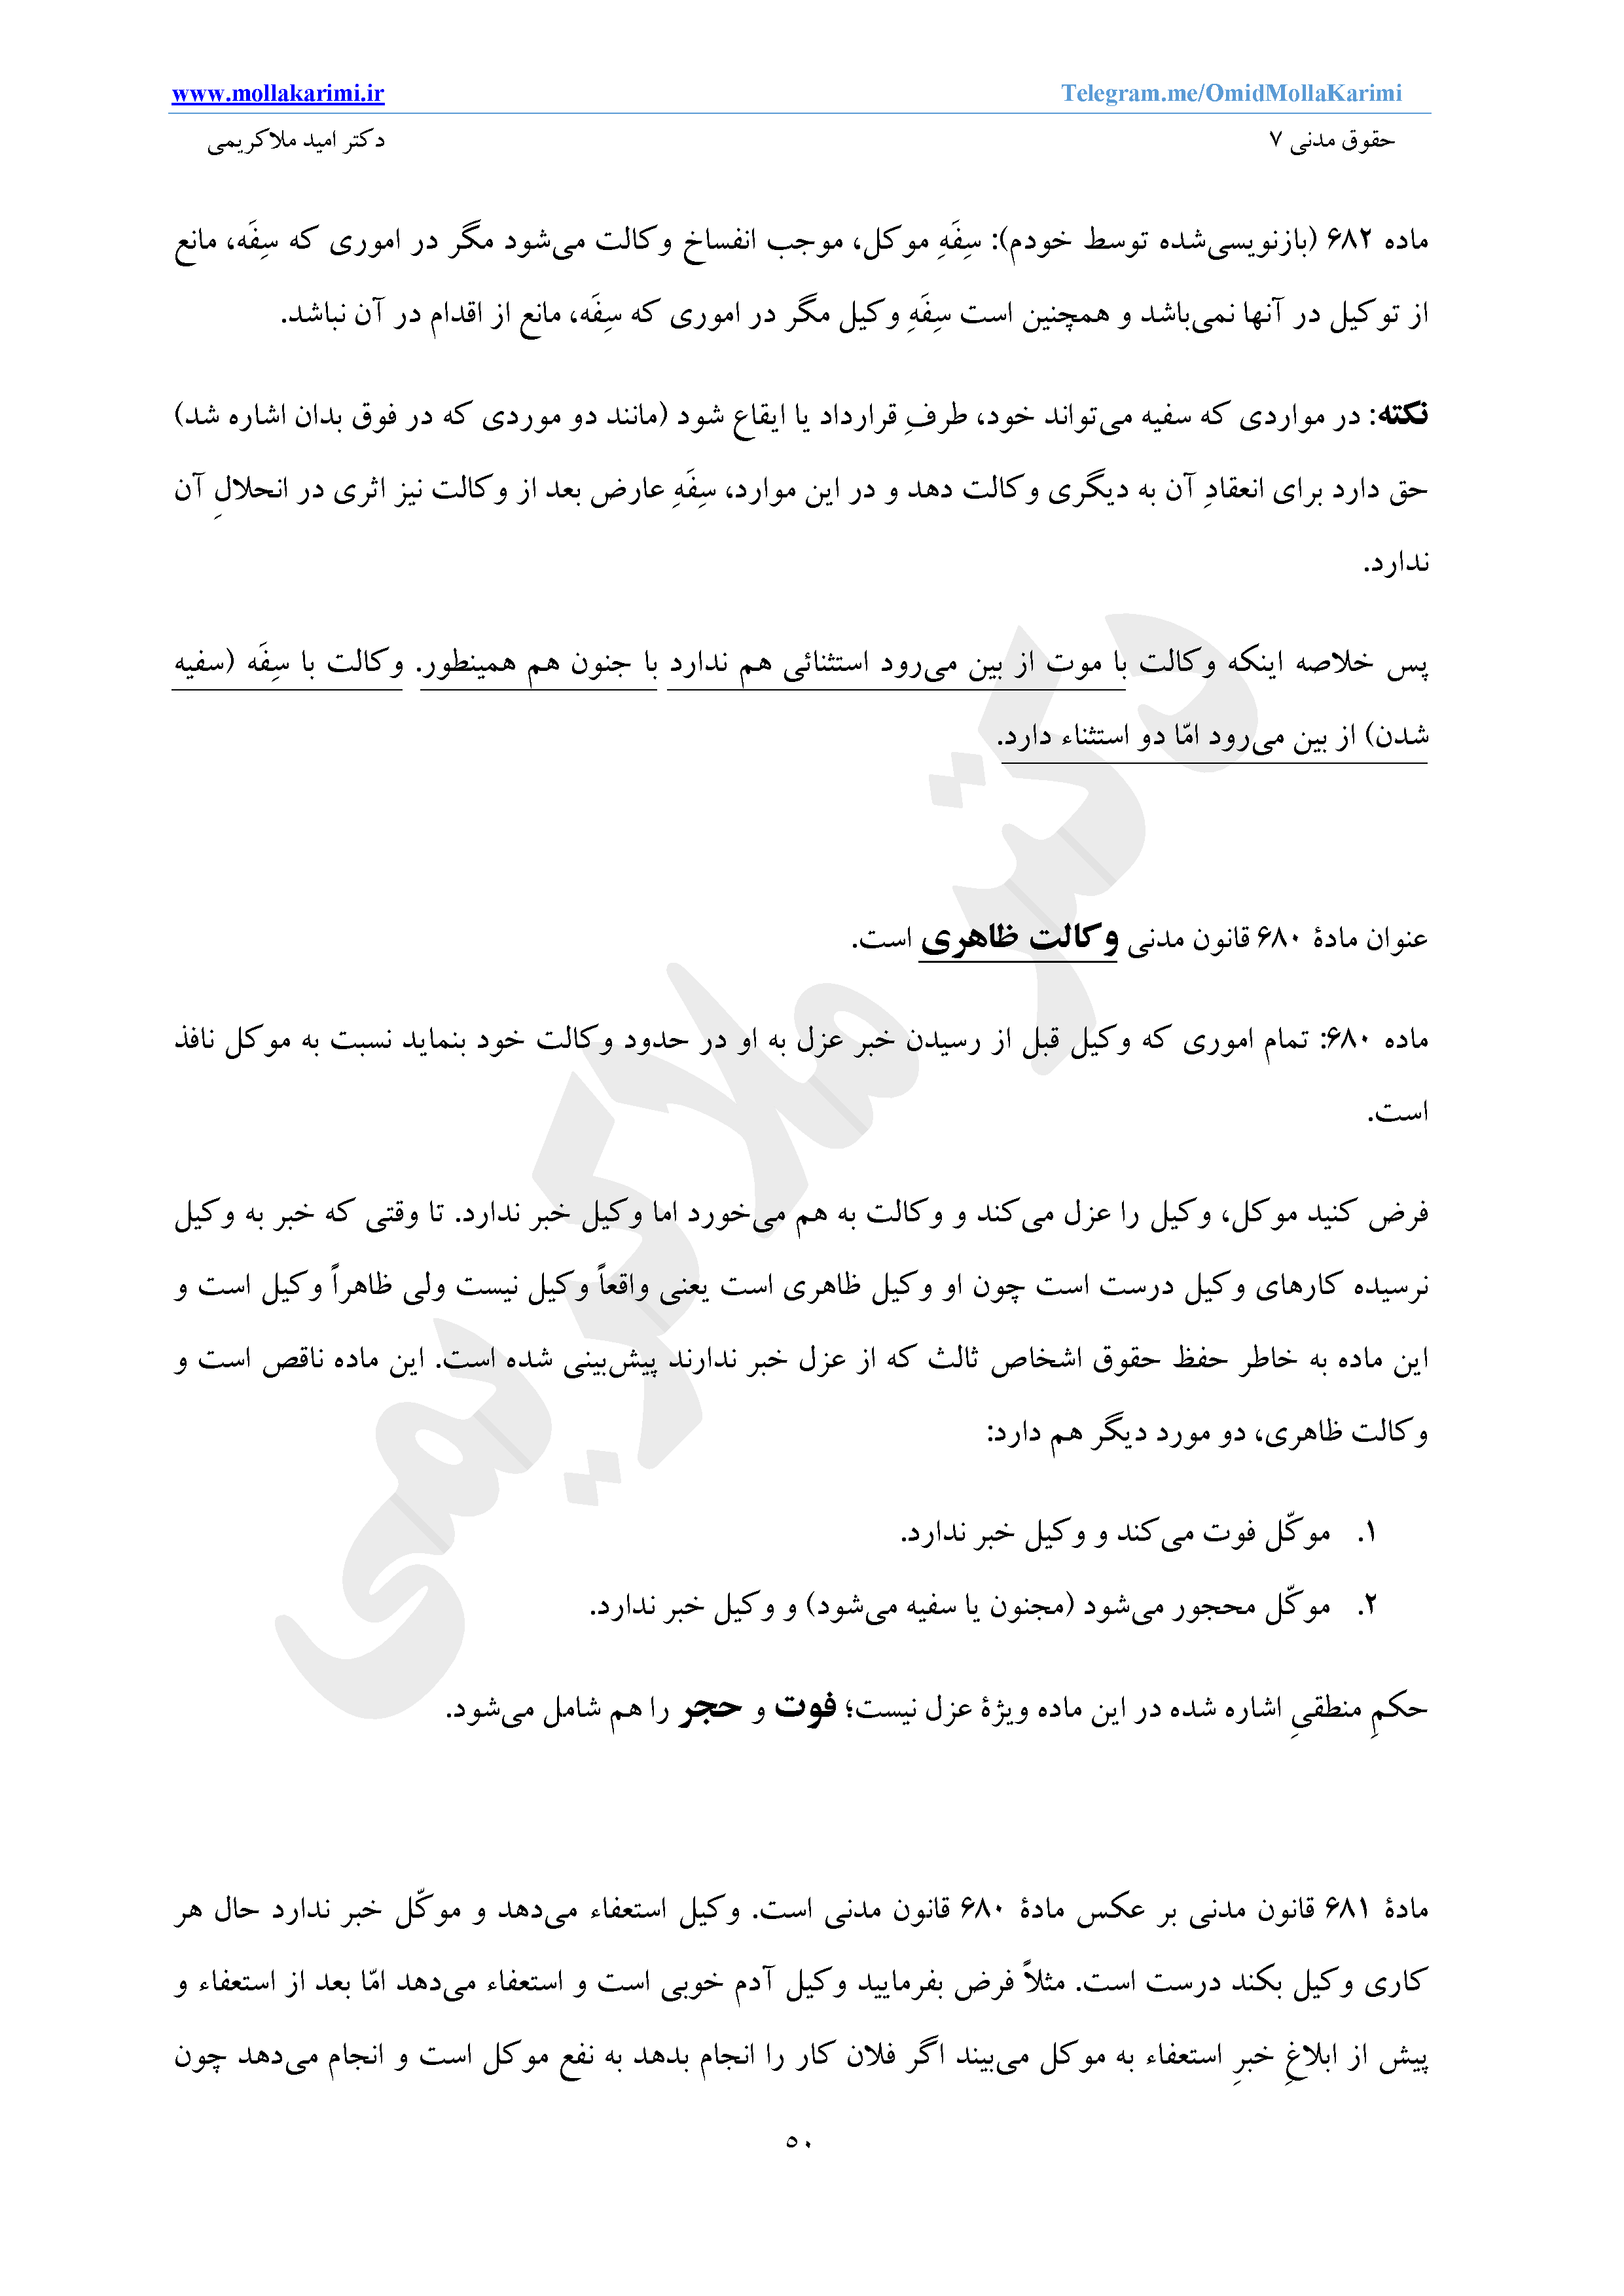 www.mollakarimi.ir Telegram.me/OmidMollaKarimi
حقوق مدنی ۷ دکتر امید ملاکریمی
ماده ۶۸۲ (بازنویسی‌شده توسط خودم): سِفَهِ موکل، موجب انفساخ وکالت می‌شود مگر در اموری که سِفَه، مانع
از توکیل در آنها نمی‌باشد و همچنین است سِفَهِ وکیل مگر در اموری که سِفَه، مانع از اقدام در آن نباشد.
نکته: در مواردی که سفیه می‌تواند خود، طرفِ قرارداد یا ایقاع شود (مانند دو موردی که در فوق بدان اشاره شد)
حق دارد برای انعقادِ آن به دیگری وکالت دهد و در این موارد، سِفَهِ عارض بعد از وکالت نیز اثری در انحلالِ آن
ندارد.
پس خلاصه اینکه وکالت با موت از بین می‌رود استثنائی هم ندارد با جنون هم همینطور. وکالت با سِفَه (سفیه
شدن) از بین می‌رود امّا دو استثناء دارد.
عنوان مادۀ ۶۸۰ قانون مدنی وکالت ظاهری است.
ماده ۶۸۰: تمام اموری که وکیل قبل از رسیدن خبر عزل به او در حدود وکالت خود بنماید نسبت به موکل نافذ
است.
فرض کنید موکل، وکیل را عزل می‌کند و وکالت به هم می‌خورد اما وکیل خبر ندارد. تا وقتی که خبر به وکیل
نرسیده کارهای وکیل درست است چون او وکیل ظاهری است یعنی واقعاً وکیل نیست ولی ظاهراً وکیل است و
این ماده به خاطر حفظ حقوق اشخاص ثالث که از عزل خبر ندارند پیش‌بینی شده است. این ماده ناقص است و
وکالت ظاهری، دو مورد دیگر هم دارد:
۱. موکّل فوت می‌کند و وکیل خبر ندارد.
۲. موکّل محجور می‌شود (مجنون یا سفیه می‌شود) و وکیل خبر ندارد.
حکمِ منطقیِ اشاره شده در این ماده ویژۀ عزل نیست؛ فوت و حجر را هم شامل می‌شود.
مادۀ ۶۸۱ قانون مدنی بر عکس مادۀ ۶۸۰ قانون مدنی است. وکیل استعفاء می‌دهد و موکّل خبر ندارد حال هر
کاری وکیل بکند درست است. مثلاً فرض بفرمایید وکیل آدم خوبی است و استعفاء می‌دهد امّا بعد از استعفاء و
پیش از ابلاغِ خبرِ استعفاء به موکل می‌بیند اگر فلان کار را انجام بدهد به نفع موکل است و انجام می‌دهد چون
۵۰
دکتر ملاکریمی